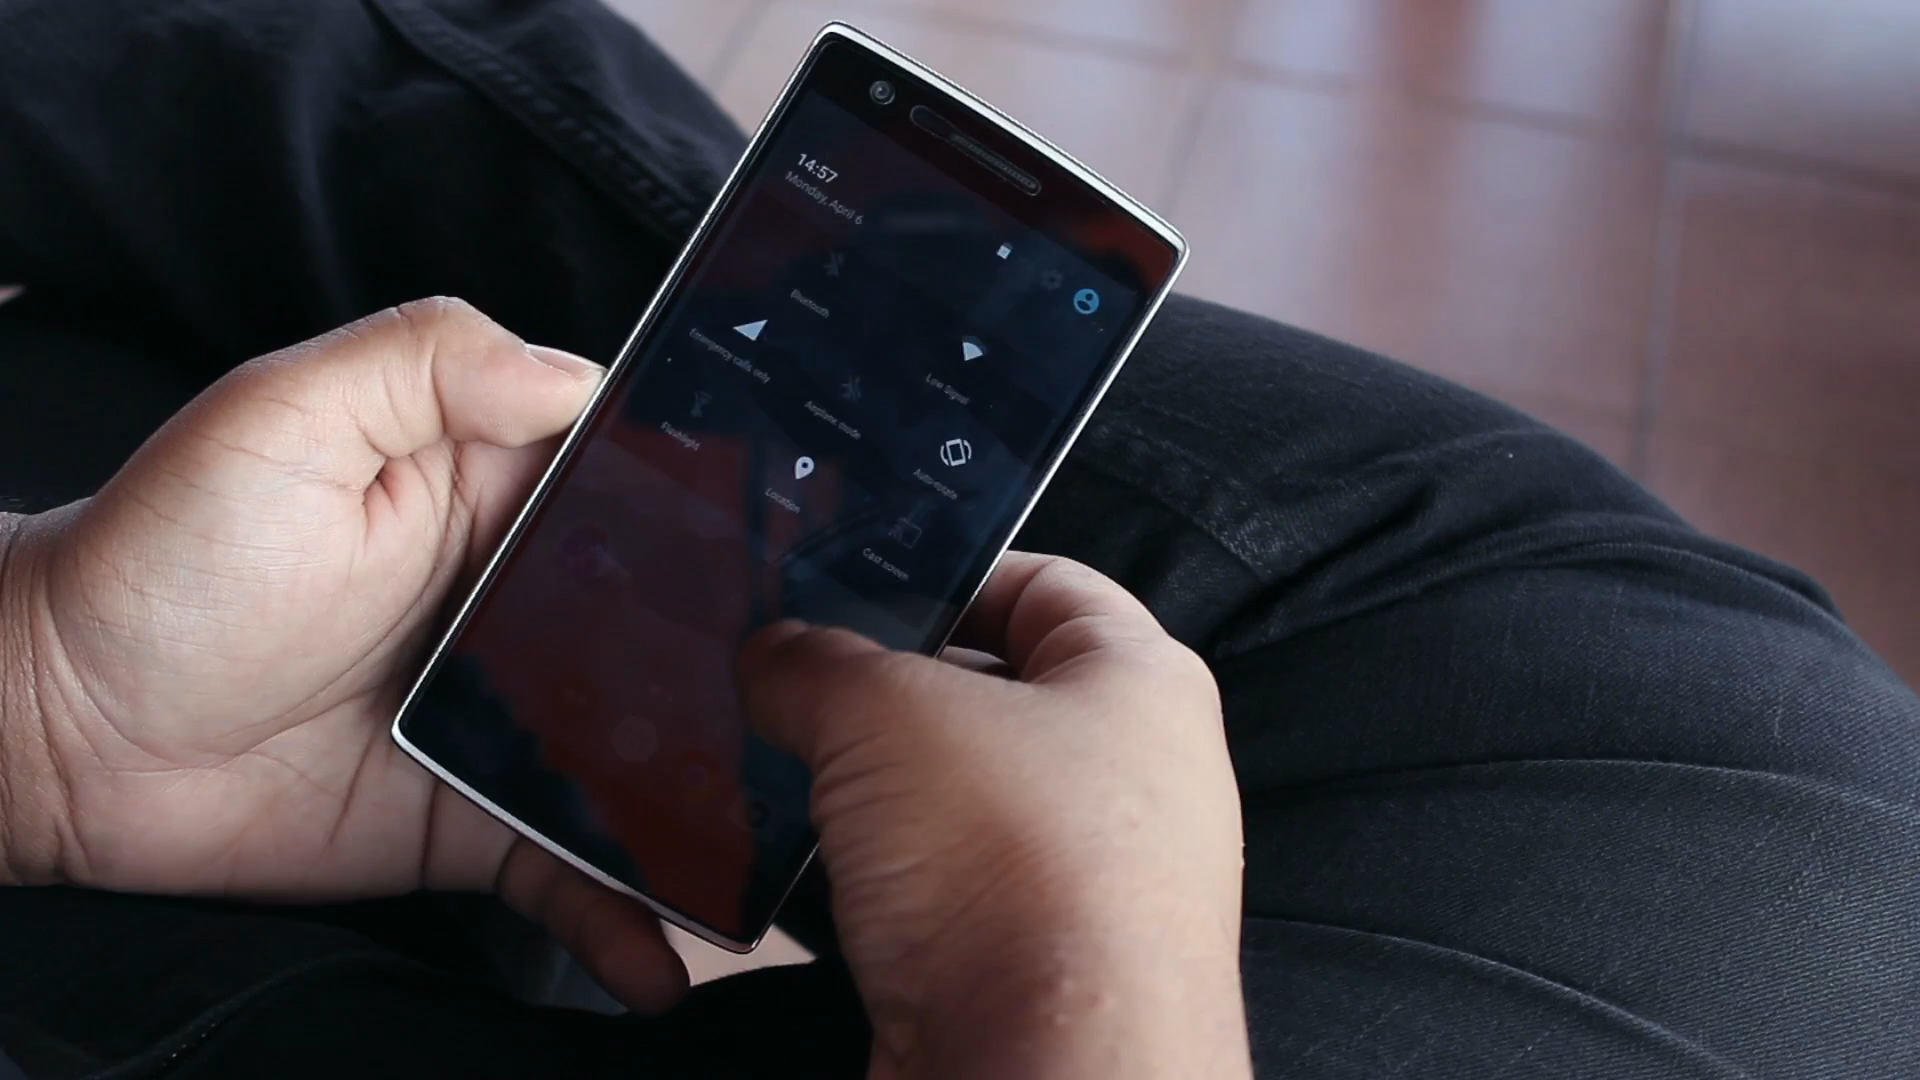 14:57
Monday, April 6
Bluetooth
Low Signal
Emergency calls only
Airplane mode
Auto-rotate
Flashlight
Location
Cast screen